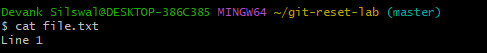 Devank Silswal@DESKTOP-386C385 MINGW64 ~/git-reset-lab (master)
$ cat file.txt
Line 1